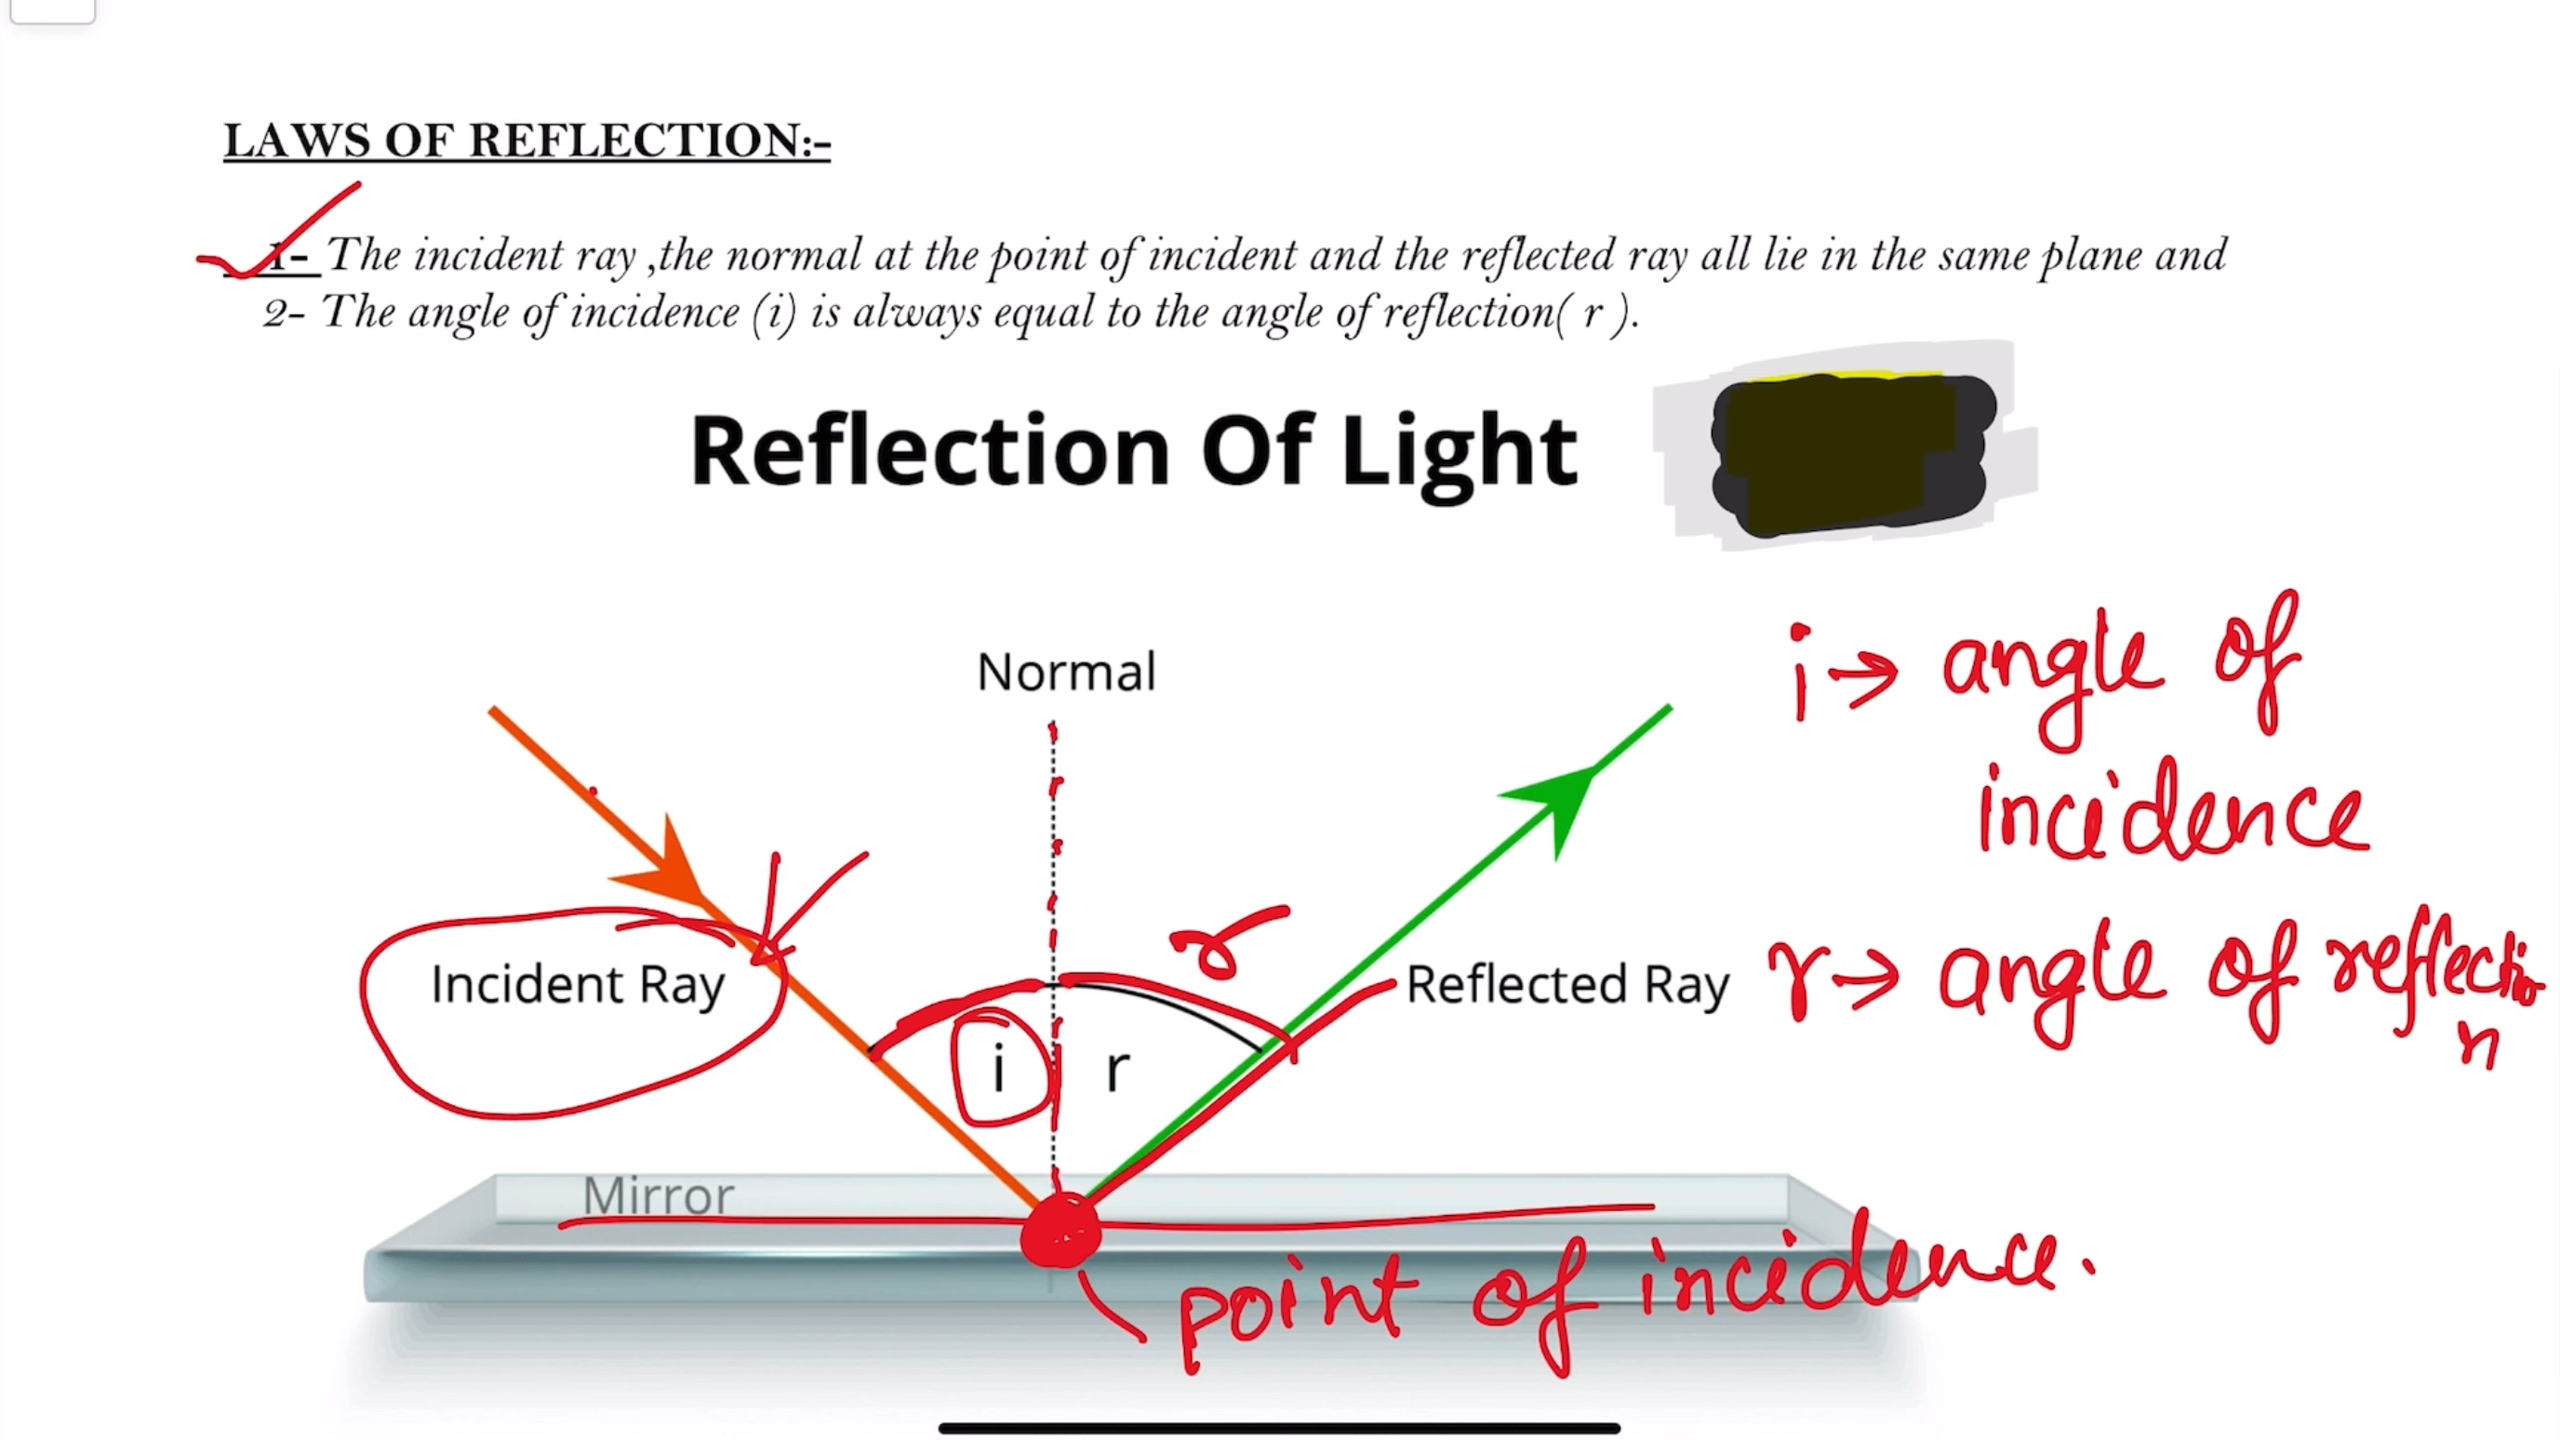 LAWS OF REFLECTION:-
1- The incident ray ,the normal at the point of incident and the reflected ray all lie in the same plane and
2- The angle of incidence (i) is always equal to the angle of reflection( r ).
Reflection Of Light
Normal
i → angle of
incidence
r
Incident Ray
Reflected Ray
r → angle of reflectio
n
i
r
Mirror
point of incidence.